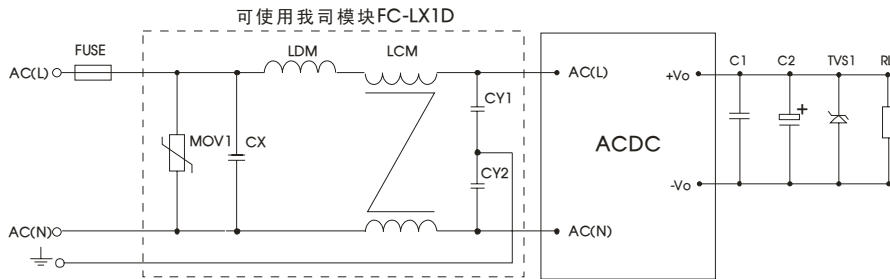 可使用我司模块FC-LX1D
FUSE
LDM
LCM
AC(L)
MOV1
CX
CY1
CY2
AC(N)
AC(L)
AC(N)
ACDC
+Vo
-Vo
C1
C2
+
TVS1
RL